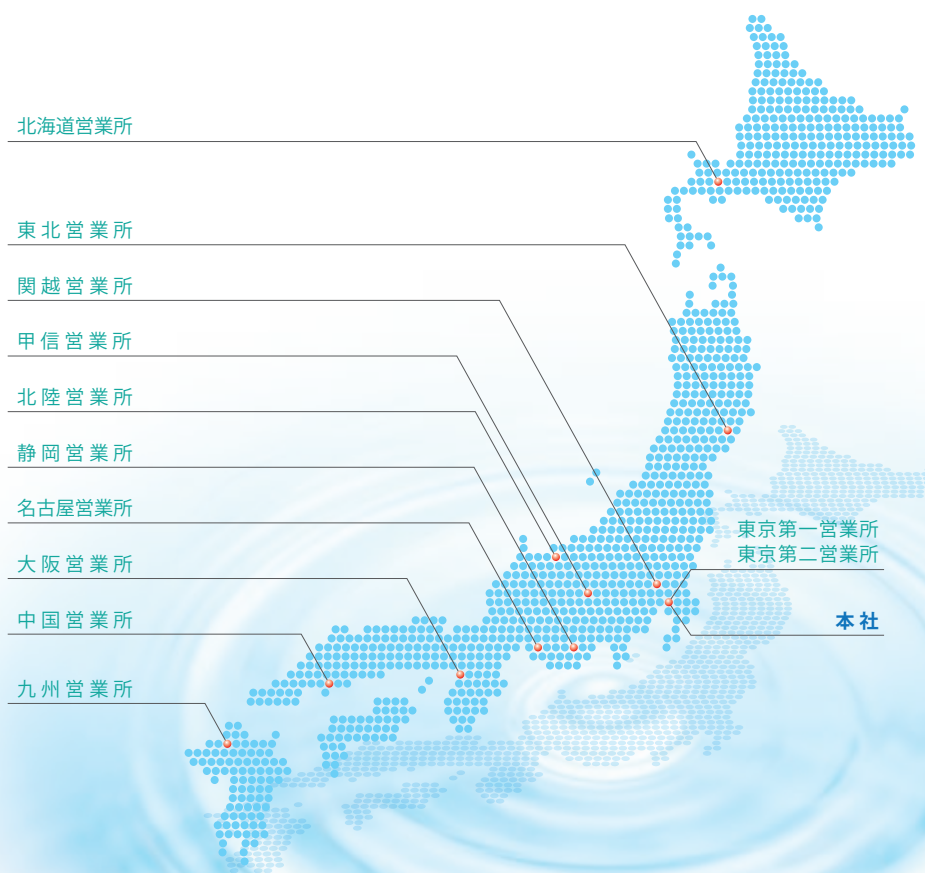 北海道営業所
東北営業所
関越営業所
甲信営業所
北陸営業所
静岡営業所
名古屋営業所
大阪営業所
中国営業所
九州営業所
東京第一営業所
東京第二営業所
本社